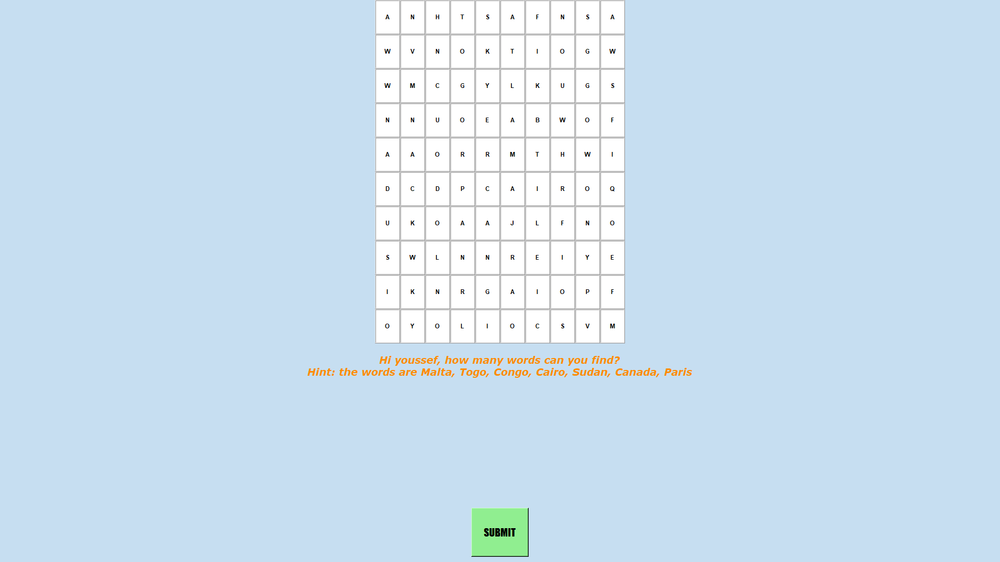 A N H T S A F N S A
W V N O K T I O G W
W M C G Y L K U G S
N N U O E A B W O F
A A O R R M T H W I
D C D P C A I R O Q
U K O A A J L F N O
S W L N N R E I Y E
I K N R G A I O P F
O Y O L I O C S V M
Hi youssef, how many words can you find?
Hint: the words are Malta, Togo, Congo, Cairo, Sudan, Canada, Paris
SUBMIT